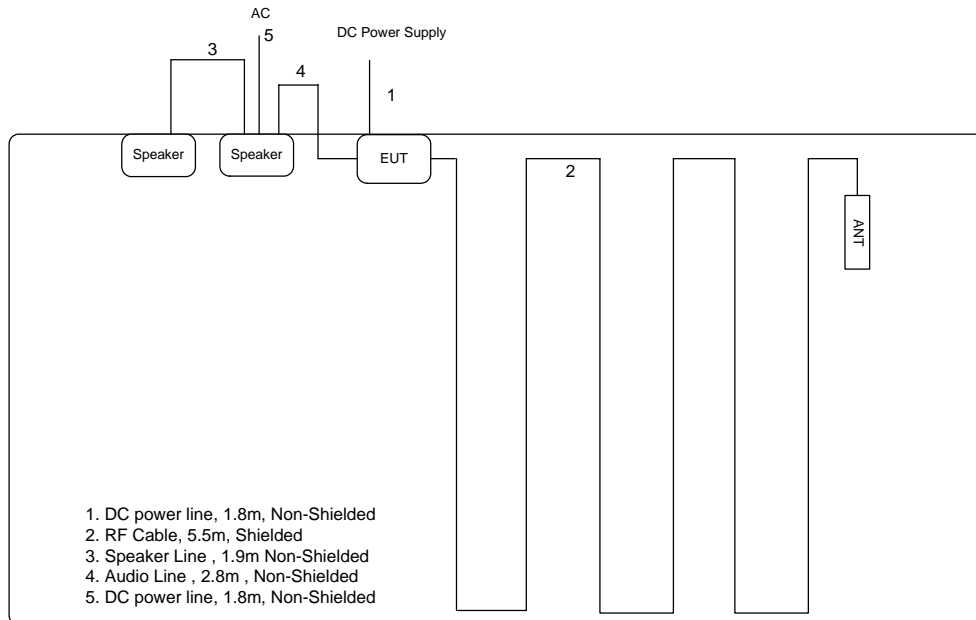 AC
5
DC Power Supply
3
4
1
Speaker
Speaker
EUT
2
ANT
1. DC power line, 1.8m, Non-Shielded
2. RF Cable, 5.5m, Shielded
3. Speaker Line , 1.9m Non-Shielded
4. Audio Line , 2.8m , Non-Shielded
5. DC power line, 1.8m, Non-Shielded